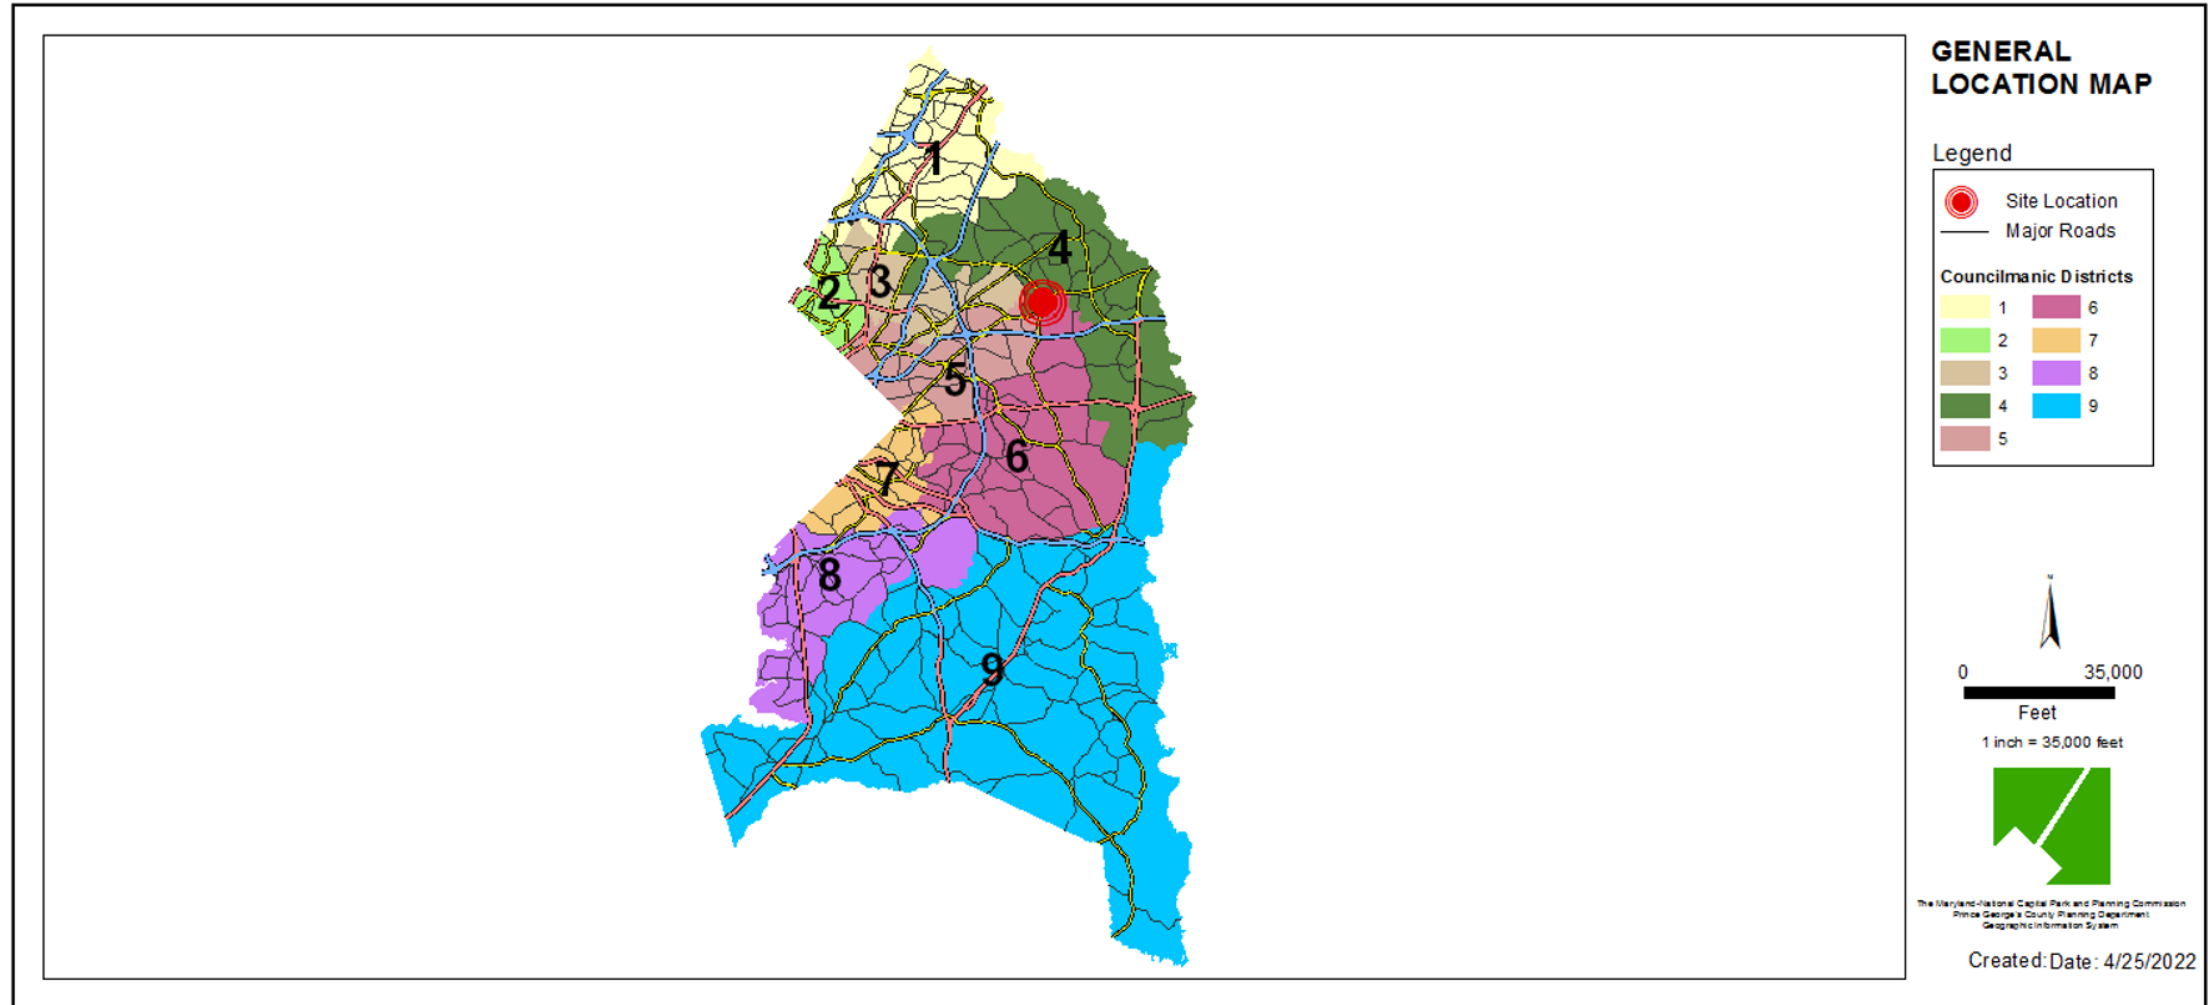 GENERAL
LOCATION MAP
Legend
Site Location
Major Roads
Councilmanic Districts
1 6
2 7
3 8
4 9
5
1
4
3
2
5
6
7
8
9
N
0 35,000
Feet
1 inch = 35,000 feet
The Maryland-National Capital Park and Planning Commission
Prince George's County Planning Department
Geographic Information System
Created: Date: 4/25/2022